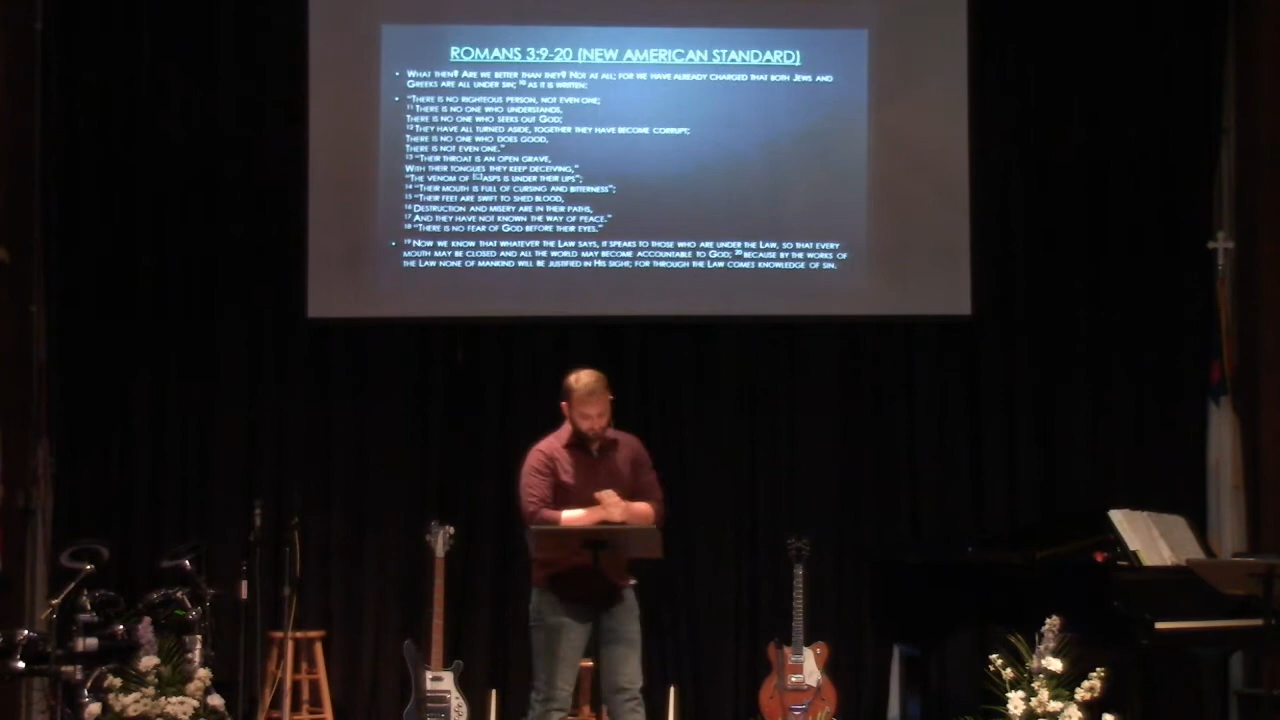 ROMANS 3:9-20 (NEW AMERICAN STANDARD)
• WHAT THEN? ARE WE BETTER THAN THEY? NOT AT ALL; FOR WE HAVE ALREADY CHARGED THAT BOTH JEWS AND
GREEKS ARE ALL UNDER SIN; 10 AS IT IS WRITTEN:
• "THERE IS NO RIGHTEOUS PERSON, NOT EVEN ONE;
11 THERE IS NO ONE WHO UNDERSTANDS,
THERE IS NO ONE WHO SEEKS OUT GOD;
12 THEY HAVE ALL TURNED ASIDE, TOGETHER THEY HAVE BECOME CORRUPT;
THERE IS NO ONE WHO DOES GOOD,
THERE IS NOT EVEN ONE."
13 "THEIR THROAT IS AN OPEN GRAVE,
WITH THEIR TONGUES THEY KEEP DECEIVING,"
"THE VENOM OF ASPS IS UNDER THEIR LIPS";
14 "THEIR MOUTH IS FULL OF CURSING AND BITTERNESS";
15 "THEIR FEET ARE SWIFT TO SHED BLOOD,
16 DESTRUCTION AND MISERY ARE IN THEIR PATHS,
17 AND THEY HAVE NOT KNOWN THE WAY OF PEACE."
18 "THERE IS NO FEAR OF GOD BEFORE THEIR EYES."
• 19 NOW WE KNOW THAT WHATEVER THE LAW SAYS, IT SPEAKS TO THOSE WHO ARE UNDER THE LAW, SO THAT EVERY
MOUTH MAY BE CLOSED AND ALL THE WORLD MAY BECOME ACCOUNTABLE TO GOD; 20 BECAUSE BY THE WORKS OF
THE LAW NONE OF MANKIND WILL BE JUSTIFIED IN HIS SIGHT; FOR THROUGH THE LAW COMES KNOWLEDGE OF SIN.